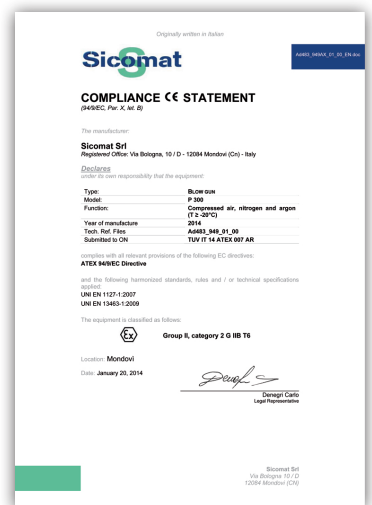 Originally written in Italian
Ad483_949AX_01_00_EN.doc
Sicomat
COMPLIANCE CE STATEMENT
(94/9/EC, Par. X, let. B)
The manufacturer:
Sicomat Srl
Registered Office: Via Bologna, 10 / D - 12084 Mondovì (Cn) - Italy
Declares
under its own responsibility that the equipment:
Type: BLOW GUN
Model: P 300
Function: Compressed air, nitrogen and argon
(T ≥ -20°C)
Year of manufacture 2014
Tech. Ref. Files Ad483_949_01_00
Submitted to ON TUV IT 14 ATEX 007 AR
complies with all relevant provisions of the following EC directives:
ATEX 94/9/EC Directive
and the following harmonized standards, rules and / or technical specifications
applied.
UNI EN 1127-1:2007
UNI EN 13463-1:2009
The equipment is classified as follows:
Ex Group II, category 2 G IIB T6
Location: Mondovì
Date: January 20, 2014
Denegri Carlo
Legal Representative
Sicomat Srl
Via Bologna 10 / D
12084 Mondovì (CN)